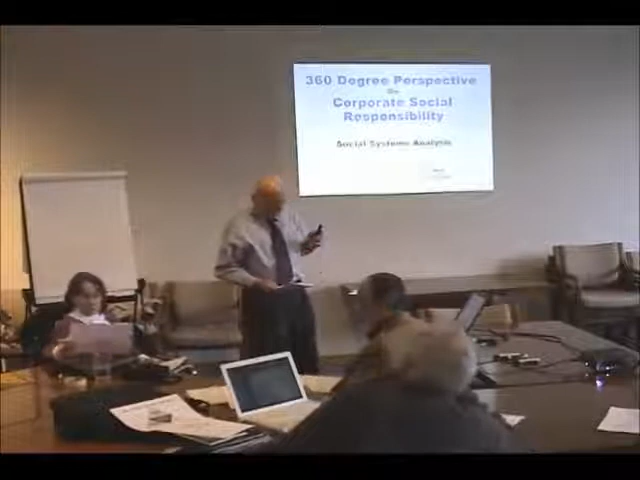 360 Degree Perspective
On
Corporate Social
Responsibility
Social Systems Analysis